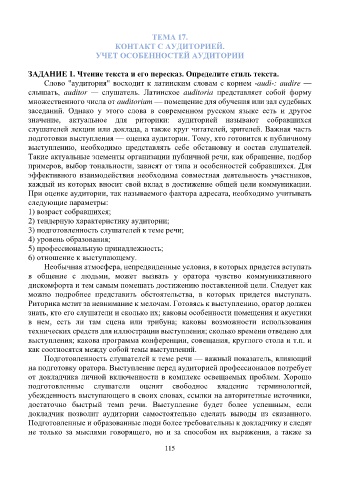 ТЕМА 17.
КОНТАКТ С АУДИТОРИЕЙ.
УЧЕТ ОСОБЕННОСТЕЙ АУДИТОРИИ
ЗАДАНИЕ 1. Чтение текста и его пересказ. Определите стиль текста.
Слово "аудитория" восходит к латинским словам с корнем -audi-: audire —
слышать, auditor — слушатель. Латинское auditoria представляет собой форму
множественного числа от auditorium — помещение для обучения или зал судебных
заседаний. Однако у этого слова в современном русском языке есть и другое
значение, актуальное для риторики: аудиторией называют собравшихся
слушателей лекции или доклада, а также круг читателей, зрителей. Важная часть
подготовки выступления — оценка аудитории. Тому, кто готовится к публичному
выступлению, необходимо представлять себе обстановку и состав слушателей.
Такие актуальные элементы организации публичной речи, как обращение, подбор
примеров, выбор тональности, зависят от типа и особенностей собравшихся. Для
эффективного взаимодействия необходима совместная деятельность участников,
каждый из которых вносит свой вклад в достижение общей цели коммуникации.
При оценке аудитории, так называемого фактора адресата, необходимо учитывать
следующие параметры:
1) возраст собравшихся;
2) гендерную характеристику аудитории;
3) подготовленность слушателей к теме речи;
4) уровень образования;
5) профессиональную принадлежность;
6) отношение к выступающему.
Необычная атмосфера, непредвиденные условия, в которых придется вступать
в общение с людьми, может вызвать у оратора чувство коммуникативного
дискомфорта и тем самым помешать достижению поставленной цели. Следует как
можно подробнее представить обстоятельства, в которых придется выступать.
Риторика мстит за невнимание к мелочам. Готовясь к выступлению, оратор должен
знать, кто его слушатели и сколько их; каковы особенности помещения и акустики
в нем, есть ли там сцена или трибуна; каковы возможности использования
технических средств для иллюстрации выступления; сколько времени отведено для
выступления; какова программа конференции, совещания, круглого стола и т.п. и
как соотносятся между собой темы выступлений.
Подготовленность слушателей к теме речи — важный показатель, влияющий
на подготовку оратора. Выступление перед аудиторией профессионалов потребует
от докладчика личной включенности в комплекс освещаемых проблем. Хорошо
подготовленные слушатели оценят свободное владение терминологией,
убежденность выступающего в своих словах, ссылки на авторитетные источники,
достаточно быстрый темп речи. Выступление будет более успешным, если
докладчик позволит аудитории самостоятельно сделать выводы из сказанного.
Подготовленные и образованные люди более требовательны к докладчику и следят
не только за мыслями говорящего, но и за способом их выражения, а также за
115